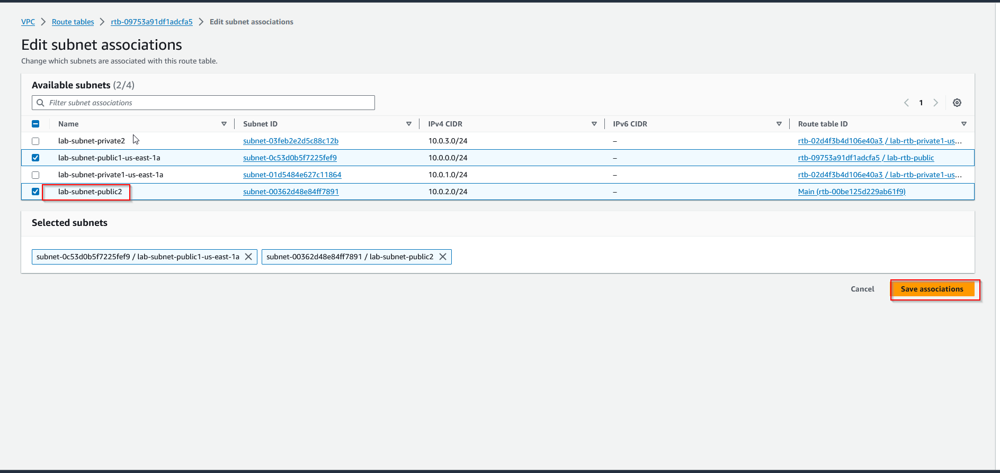 VPC > Route tables > rtb-09753a91df1adcfa5 > Edit subnet associations
Edit subnet associations
Change which subnets are associated with this route table.
Available subnets (2/4)
Filter subnet associations
1
Name Subnet ID IPv4 CIDR IPv6 CIDR Route table ID
lab-subnet-private2 subnet-03feb2e2d5c88c12b 10.0.3.0/24 – rtb-02d4f3b4d106e40a3 / lab-rtb-private1-us...
lab-subnet-public1-us-east-1a subnet-0c53d0b5f7225fef9 10.0.0.0/24 – rtb-09753a91df1adcfa5 / lab-rtb-public
lab-subnet-private1-us-east-1a subnet-01d5484e627c11864 10.0.1.0/24 – rtb-02d4f3b4d106e40a3 / lab-rtb-private1-us...
lab-subnet-public2 subnet-00362d48e84ff7891 10.0.2.0/24 – Main (rtb-00be125d229ab61f9)
Selected subnets
subnet-0c53d0b5f7225fef9 / lab-subnet-public1-us-east-1a subnet-00362d48e84ff7891 / lab-subnet-public2
Cancel Save associations